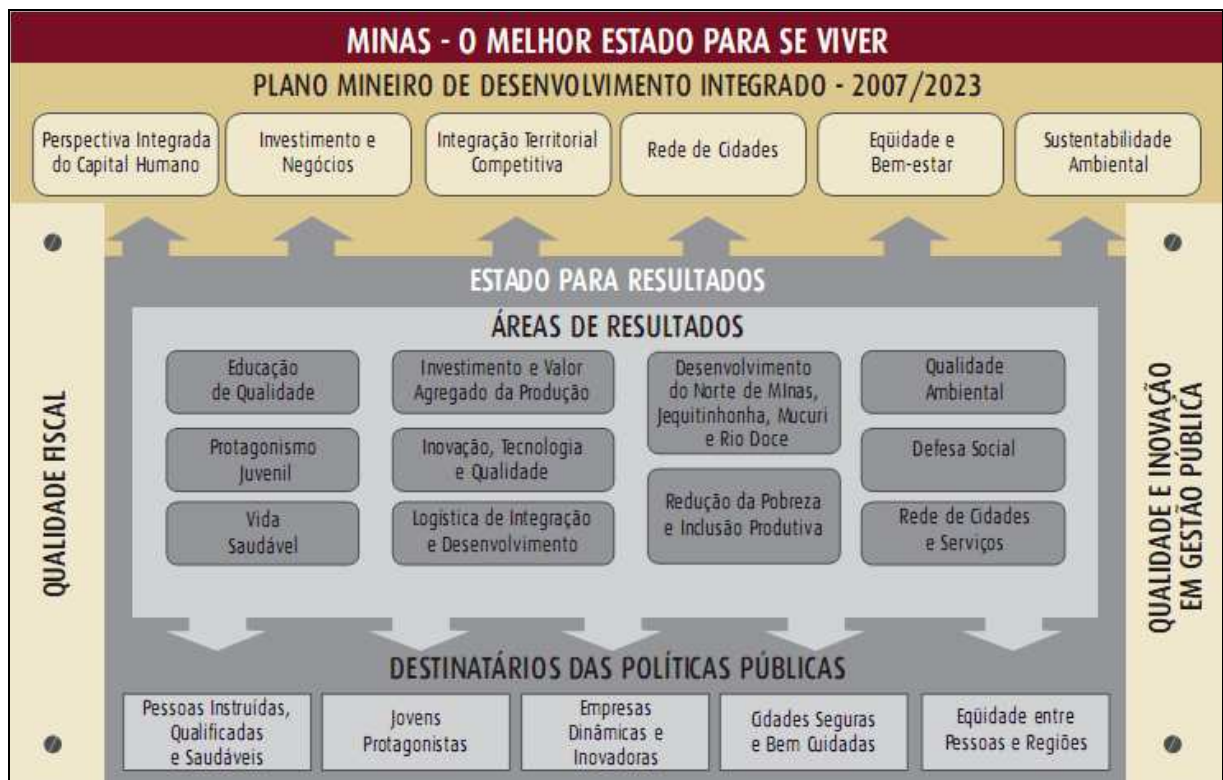 MINAS - O MELHOR ESTADO PARA SE VIVER
PLANO MINEIRO DE DESENVOLVIMENTO INTEGRADO - 2007/2023
Perspectiva Integrada
do Capital Humano
Investimento e
Negócios
Integração Territorial
Competitiva
Rede de Cidades
Eqüidade e
Bem-estar
Sustentabilidade
Ambiental
QUALIDADE FISCAL
ESTADO PARA RESULTADOS
ÁREAS DE RESULTADOS
Educação
de Qualidade
Investimento e Valor
Agregado da Produção
Desenvolvimento
do Norte de MInas,
Jequitinhonha, Mucuri
e Rio Doce
Qualidade
Ambiental
Protagonismo
Juvenil
Inovação, Tecnologia
e Qualidade
Defesa Social
Vida
Saudável
Logística de Integração
e Desenvolvimento
Redução da Pobreza
e Inclusão Produtiva
Rede de Cidades
e Serviços
QUALIDADE E INOVAÇÃO
EM GESTÃO PÚBLICA
DESTINATÁRIOS DAS POLÍTICAS PÚBLICAS
Pessoas Instruídas,
Qualificadas
e Saudáveis
Jovens
Protagonistas
Empresas
Dinâmicas e
Inovadoras
Cidades Seguras
e Bem Cuidadas
Eqüidade entre
Pessoas e Regiões